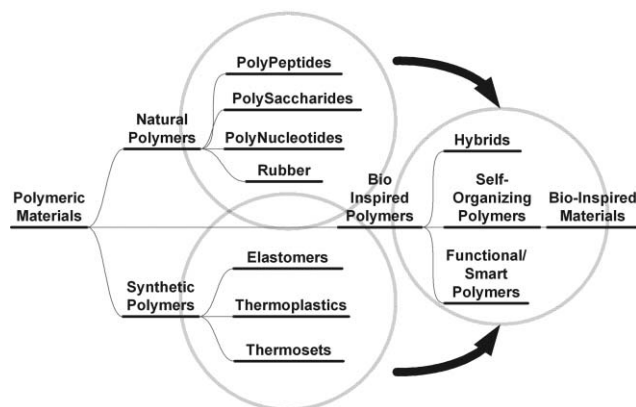 PolyPeptides
PolySaccharides
Natural
Polymers
PolyNucleotides
Rubber
Polymeric
Materials
Bio
Inspired
Polymers
Hybrids
Self-
Organizing
Polymers
Bio-Inspired
Materials
Functional/
Smart
Polymers
Synthetic
Polymers
Elastomers
Thermoplastics
Thermosets